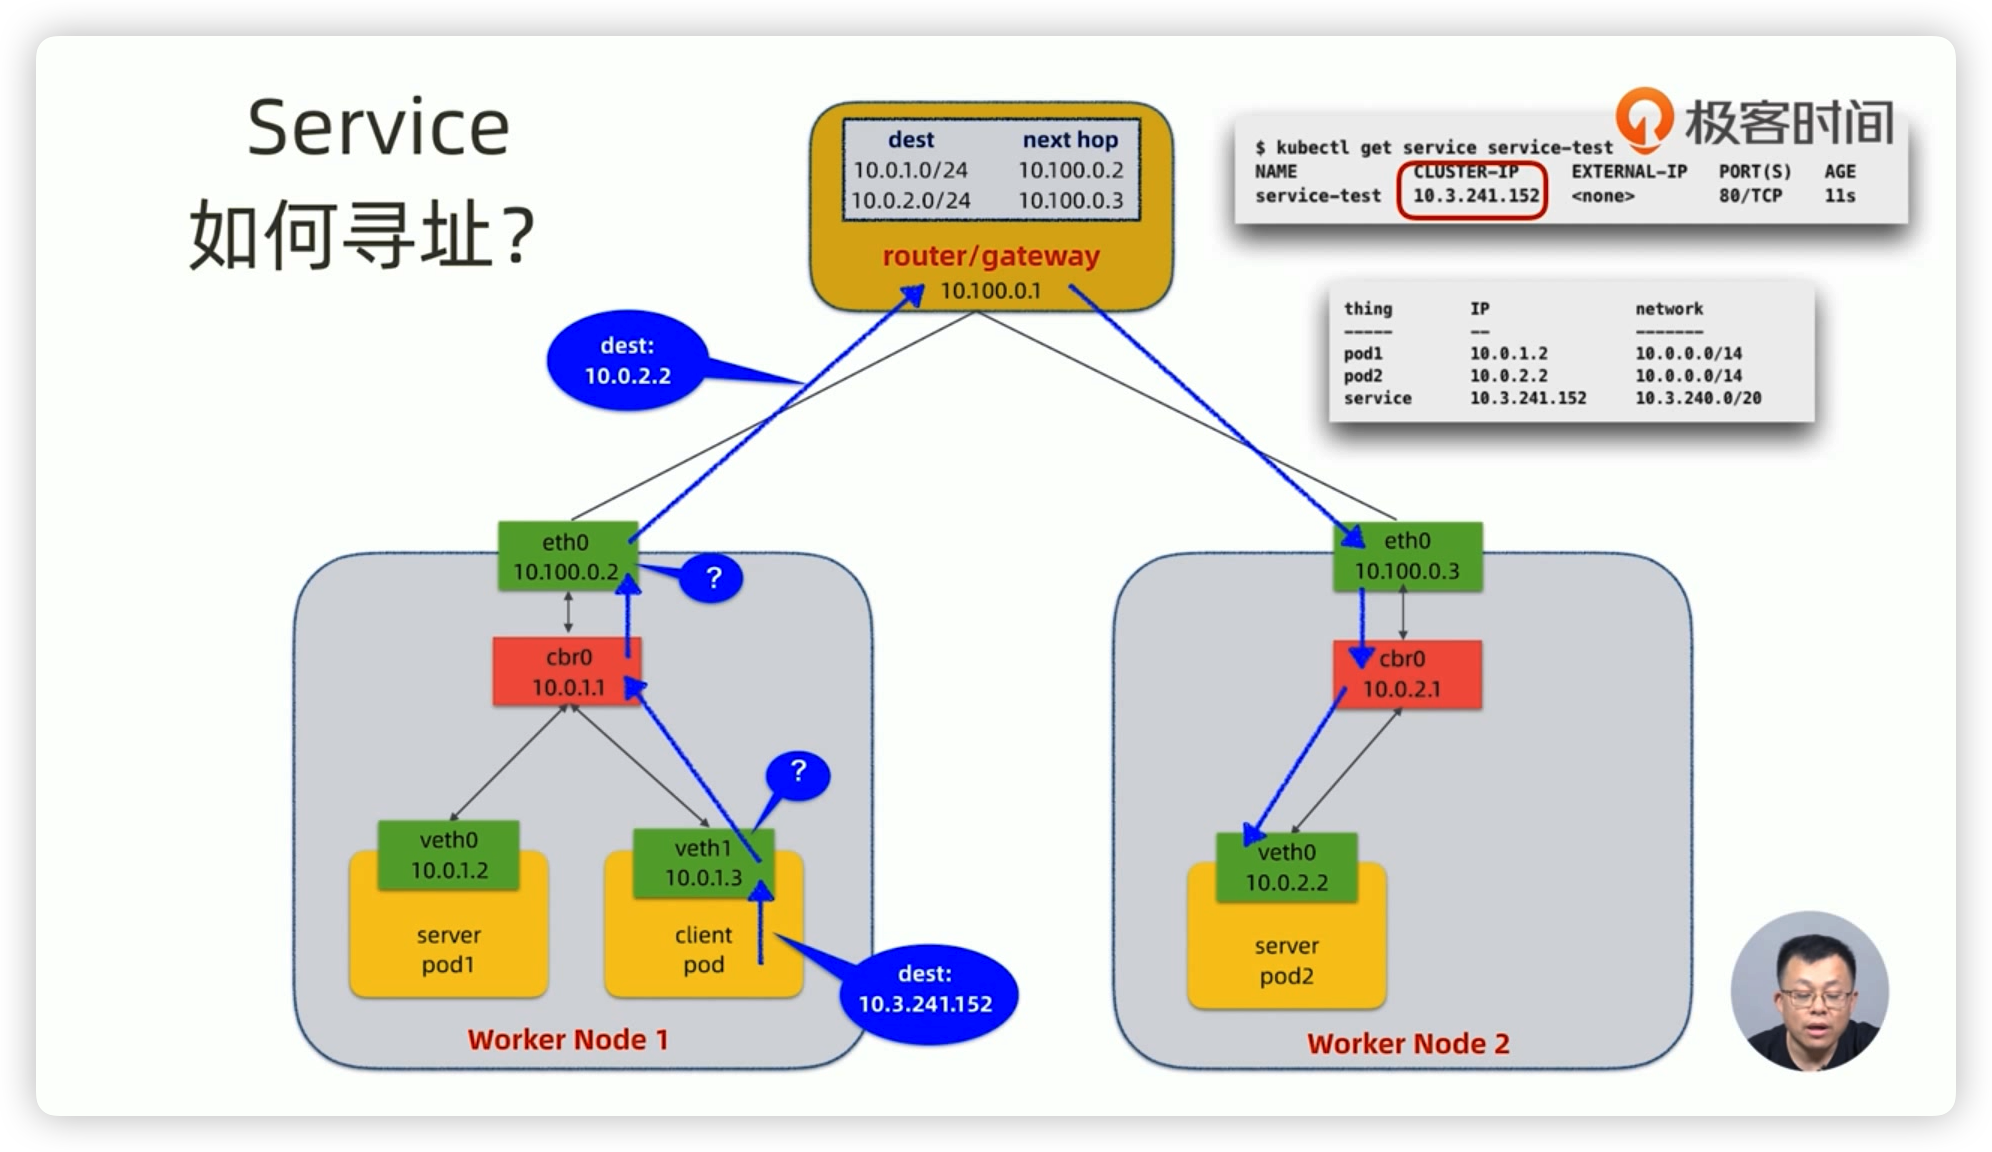 Service
如何寻址？
dest next hop
10.0.1.0/24 10.100.0.2
10.0.2.0/24 10.100.0.3
router/gateway
10.100.0.1
极客时间
$ kubectl get service service-test
NAME CLUSTER-IP EXTERNAL-IP PORT(S) AGE
service-test 10.3.241.152 <none> 80/TCP 11s
thing IP network
----- -- -------
pod1 10.0.1.2 10.0.0.0/14
pod2 10.0.2.2 10.0.0.0/14
service 10.3.241.152 10.3.240.0/20
dest:
10.0.2.2
eth0
10.100.0.2
?
cbr0
10.0.1.1
?
veth0
10.0.1.2
server
pod1
veth1
10.0.1.3
client
pod
dest:
10.3.241.152
Worker Node 1
eth0
10.100.0.3
cbr0
10.0.2.1
veth0
10.0.2.2
server
pod2
Worker Node 2